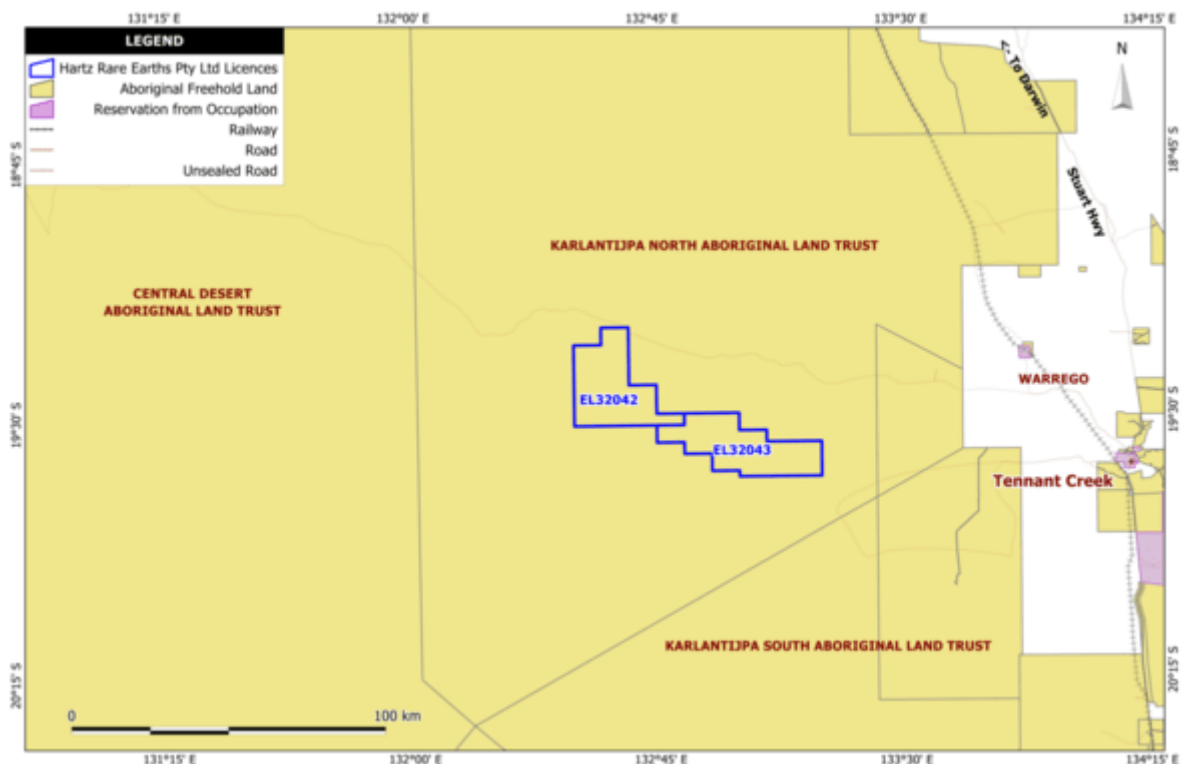 131°15' E 132°00' E 132°45' E 133°30' E 134°15' E
LEGEND
Hartz Rare Earths Pty Ltd Licences
Aboriginal Freehold Land
Reservation from Occupation
Railway
Road
Unsealed Road
N
<- To Darwin
Stuart Hwy
18°45' S
18°45' S
KARLANTIJPA NORTH ABORIGINAL LAND TRUST
CENTRAL DESERT
ABORIGINAL LAND TRUST
WARREGO
EL32042
19°30' S
19°30' S
EL32043
Tennant Creek
KARLANTIJPA SOUTH ABORIGINAL LAND TRUST
20°15' S
20°15' S
0 100 km
131°15' E 132°00' E 132°45' E 133°30' E 134°15' E